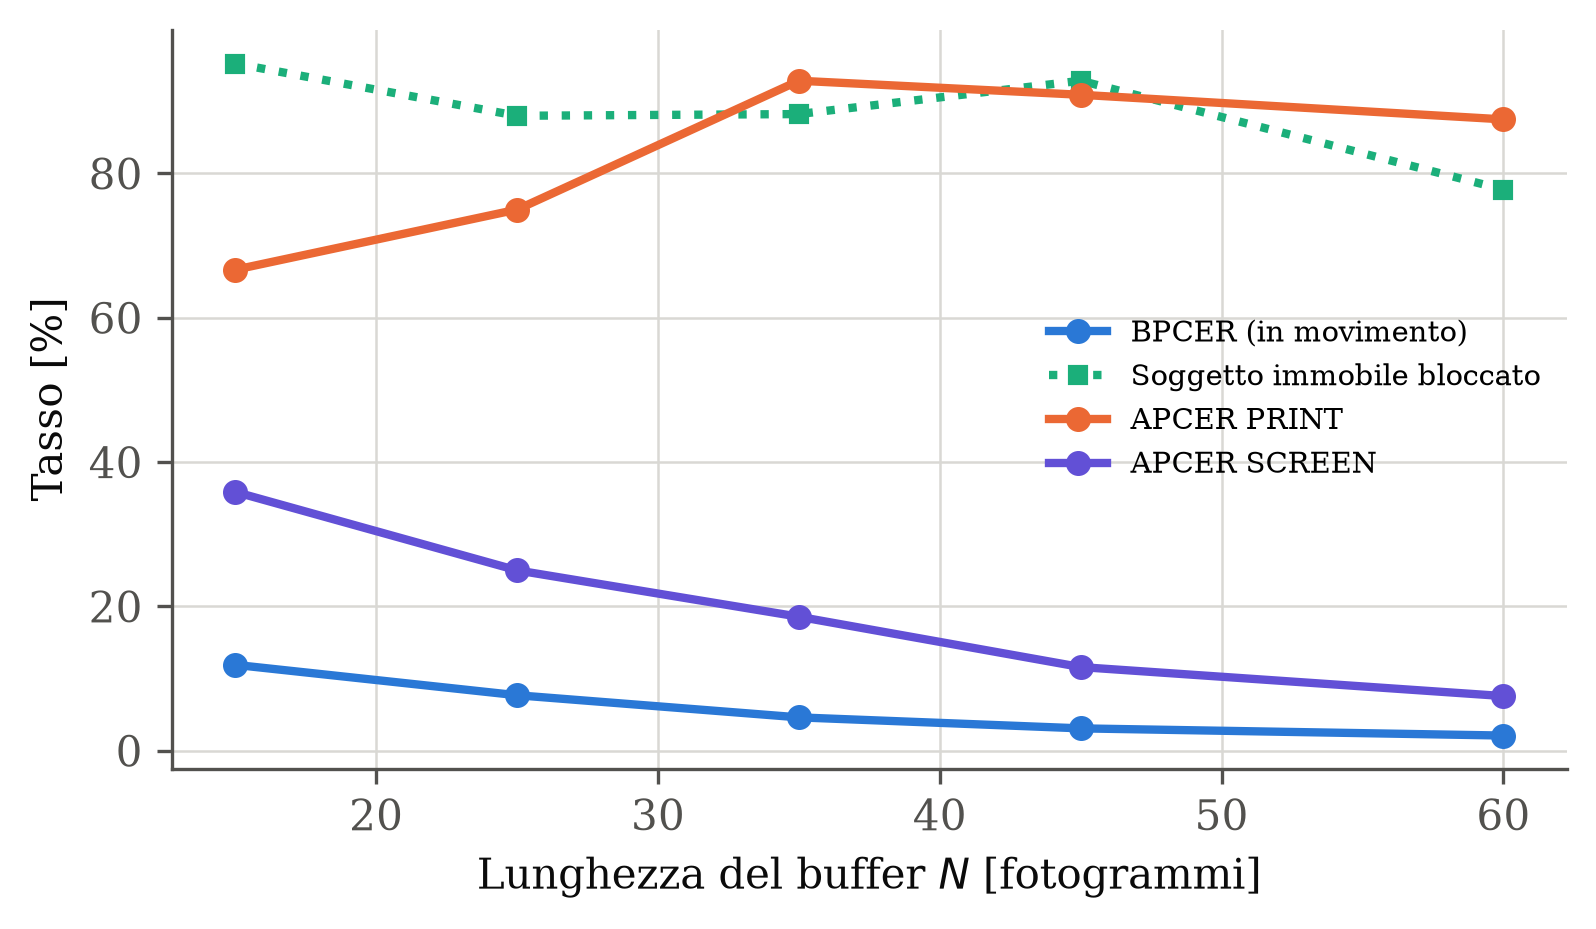 80
60
40
20
0
Tasso [%]
BPCER (in movimento)
Soggetto immobile bloccato
APCER PRINT
APCER SCREEN
20 30 40 50 60
Lunghezza del buffer N [fotogrammi]